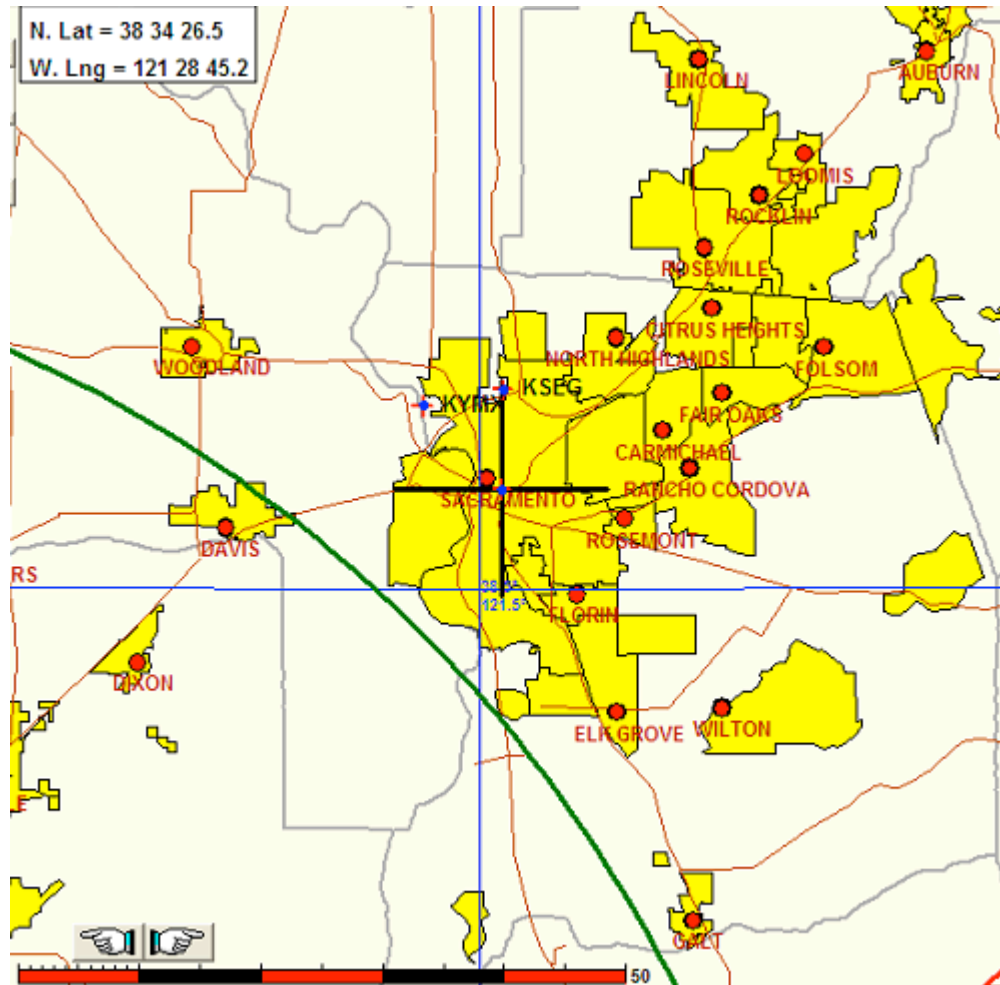 N. Lat = 38 34 26.5
W. Lng = 121 28 45.2
AUBURN
LINCOLN
LOOMIS
ROCKLIN
ROSEVILLE
CITRUS HEIGHTS
NORTH HIGHLANDS
FOLSOM
WOODLAND
KSEG
KYMX
FAIR OAKS
CARMICHAEL
RANCHO CORDOVA
SACRAMENTO
ROSEMONT
DAVIS
RS
121.5°
FLORIN
DIXON
ELK GROVE
WILTON
E
GALT
50